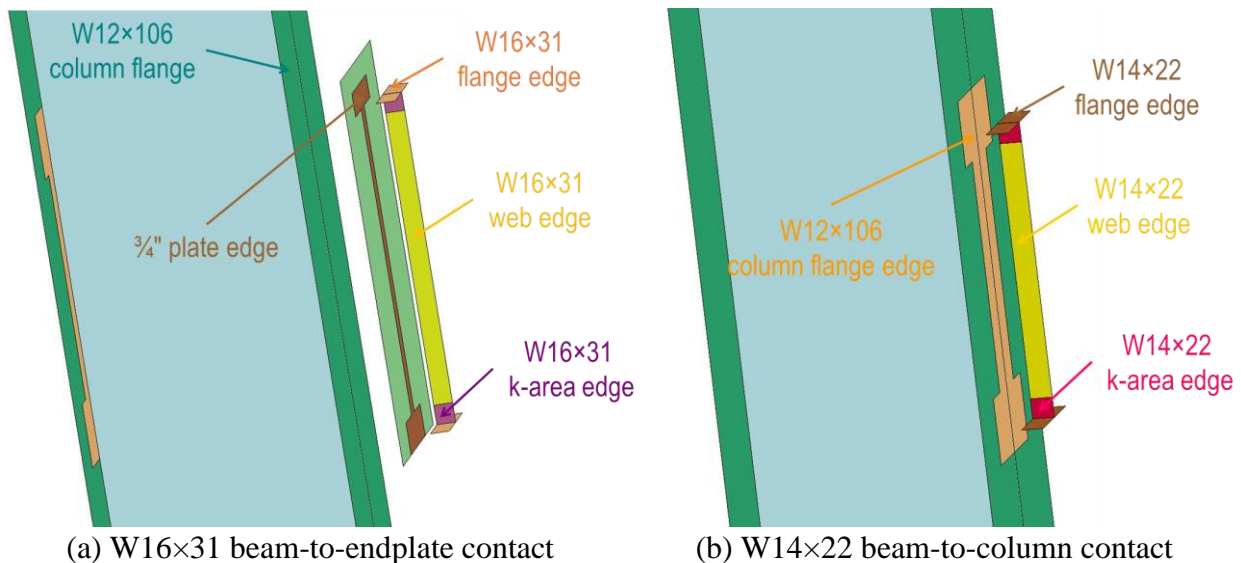 W12×106
column flange
W16×31
flange edge
W16×31
web edge
¾" plate edge
W16×31
k-area edge
(a) W16×31 beam-to-endplate contact
W14×22
flange edge
W14×22
web edge
W12×106
column flange edge
W14×22
k-area edge
(b) W14×22 beam-to-column contact